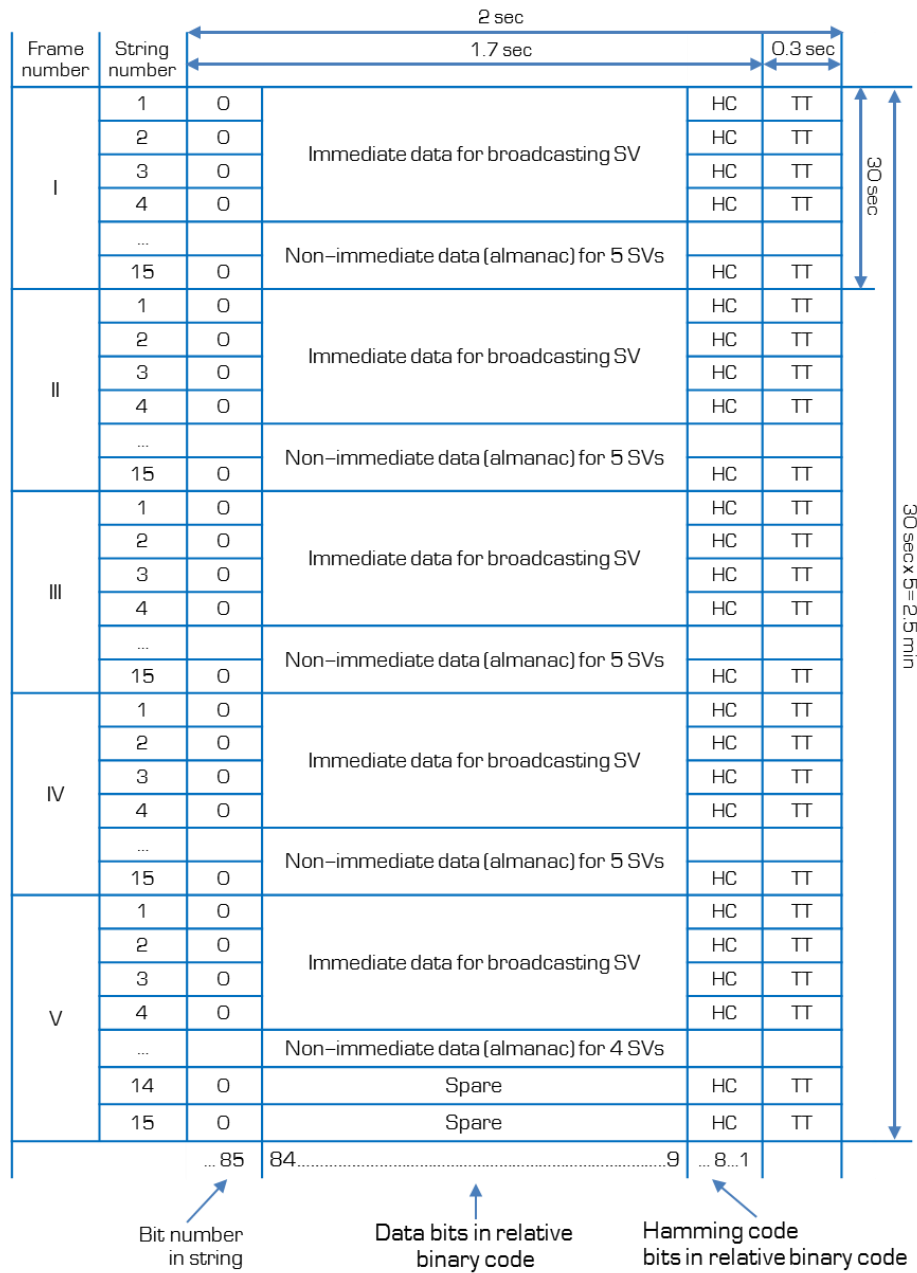 2 sec
Frame number
String number
1.7 sec
0.3 sec
I
1 0 HC TT
2 0 HC TT
Immediate data for broadcasting SV
3 0 HC TT
4 0 HC TT
...
Non-immediate data (almanac) for 5 SVs
15 0 HC TT
30 sec
II
1 0 HC TT
2 0 HC TT
Immediate data for broadcasting SV
3 0 HC TT
4 0 HC TT
...
Non-immediate data (almanac) for 5 SVs
15 0 HC TT
III
1 0 HC TT
2 0 HC TT
Immediate data for broadcasting SV
3 0 HC TT
4 0 HC TT
...
Non-immediate data (almanac) for 5 SVs
15 0 HC TT
30 sec x 5 = 2.5 min
IV
1 0 HC TT
2 0 HC TT
Immediate data for broadcasting SV
3 0 HC TT
4 0 HC TT
...
Non-immediate data (almanac) for 5 SVs
15 0 HC TT
V
1 0 HC TT
2 0 HC TT
Immediate data for broadcasting SV
3 0 HC TT
4 0 HC TT
... Non-immediate data (almanac) for 4 SVs
14 0 Spare HC TT
15 0 Spare HC TT
... 85 84...9 ... 8...1
Bit number
in string
Data bits in relative
binary code
Hamming code
bits in relative binary code